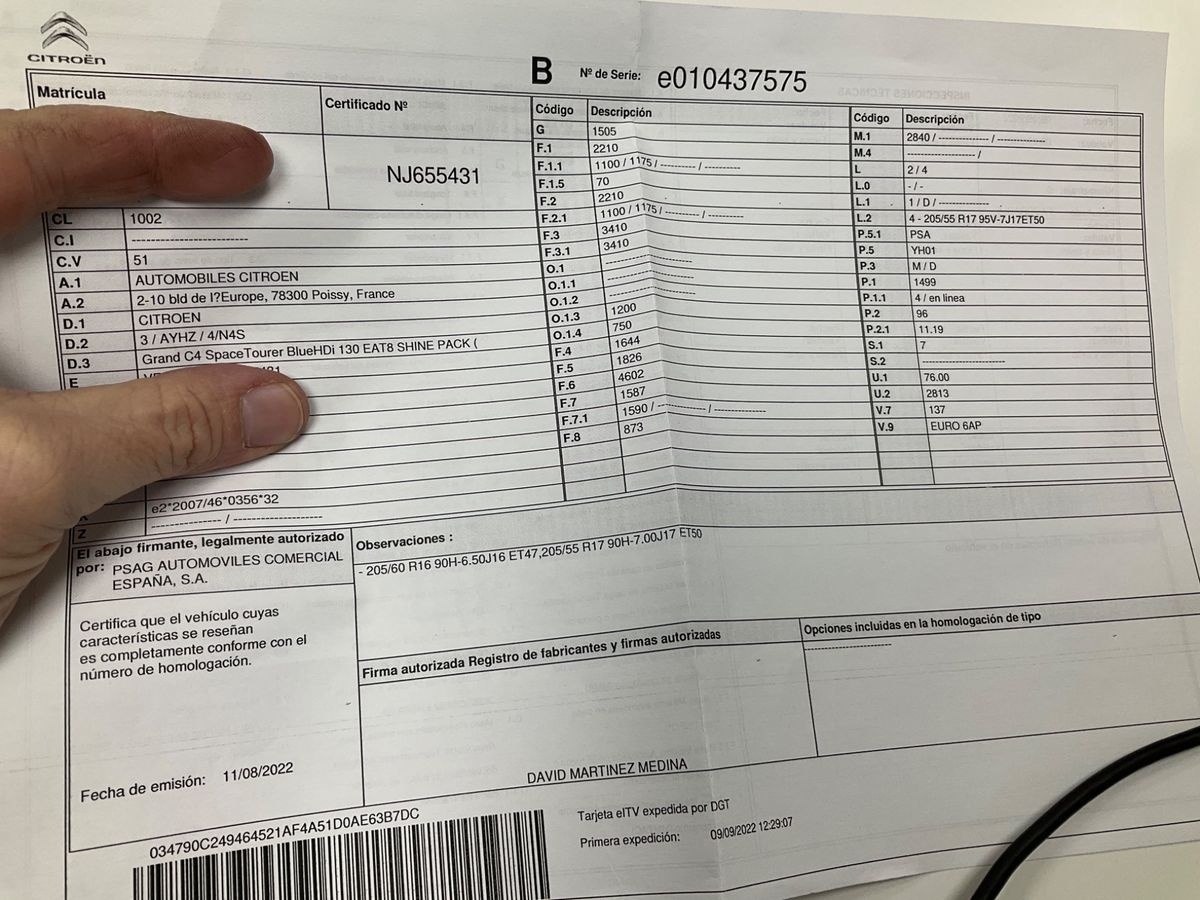 CITROËN
B Nº de Serie: e010437575
Matrícula
Certificado Nº
NJ655431
CL 1002
C.I -------------------------
C.V 51
A.1 AUTOMOBILES CITROEN
A.2 2-10 bld de l?Europe, 78300 Poissy, France
D.1 CITROEN
D.2 3 / AYHZ / 4/N4S
D.3 Grand C4 SpaceTourer BlueHDi 130 EAT8 SHINE PACK (
E
e2*2007/46*0356*32
Z --------------- / -------------------
Código Descripción
G 1505
F.1 2210
F.1.1 1100 / 1175 / ---------- / ----------
F.1.5 70
F.2 2210
F.2.1 1100 / 1175 / ---------- / ----------
F.3 3410
F.3.1 3410
O.1 -------------------
O.1.1 -------------------
O.1.2 -------------------
O.1.3 1200
O.1.4 750
F.4 1644
F.5 1826
F.6 4602
F.7 1587
F.7.1 1590 / -------------- / ---------------
F.8 873
Código Descripción
M.1 2840 / --------------- / ---------------
M.4 -------------------- /
L 2 / 4
L.0 - / -
L.1 1 / D / ---------------
L.2 4 - 205/55 R17 95V-7J17ET50
P.5.1 PSA
P.5 YH01
P.3 M / D
P.1 1499
P.1.1 4 / en linea
P.2 96
P.2.1 11.19
S.1 7
S.2 -----------------------
U.1 76.00
U.2 2813
V.7 137
V.9 EURO 6AP
El abajo firmante, legalmente autorizado
por: PSAG AUTOMOVILES COMERCIAL
ESPAÑA, S.A.
Certifica que el vehículo cuyas
características se reseñan
es completamente conforme con el
número de homologación.
Fecha de emisión: 11/08/2022
Observaciones :
- 205/60 R16 90H-6.50J16 ET47,205/55 R17 90H-7.00J17 ET50
Firma autorizada Registro de fabricantes y firmas autorizadas
DAVID MARTINEZ MEDINA
Opciones incluidas en la homologación de tipo
-----------------------
034790C249464521AF4A51D0AE63B7DC
Tarjeta eITV expedida por DGT
Primera expedición: 09/09/2022 12:29:07